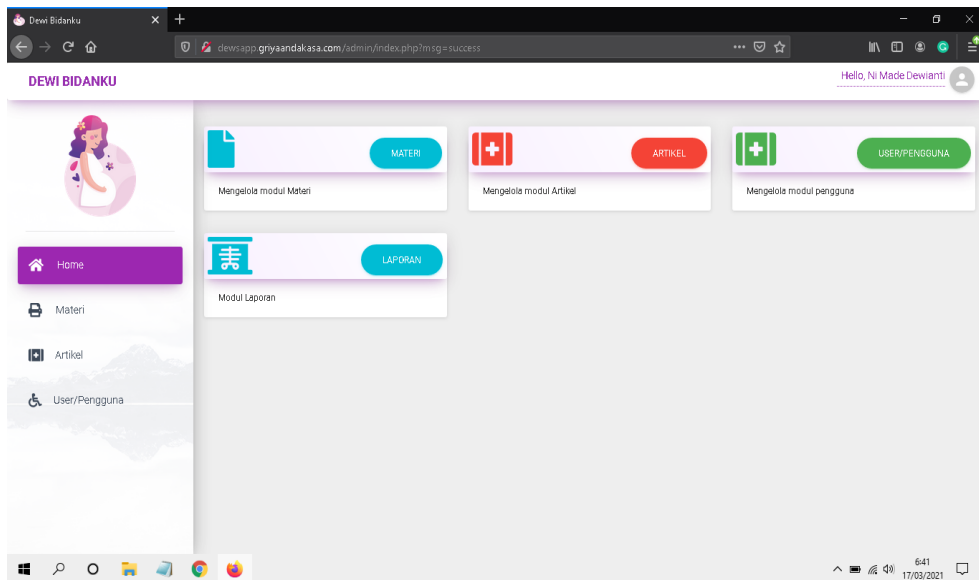 Dewi Bidanku
dewsapp.griyaandakasa.com/admin/index.php?msg=success
DEWI BIDANKU
Hello, Ni Made Dewianti
MATERI
Mengelola modul Materi
ARTIKEL
Mengelola modul Artikel
USER/PENGGUNA
Mengelola modul pengguna
LAPORAN
Modul Laporan
Home
Materi
Artikel
User/Pengguna
6:41
17/03/2021